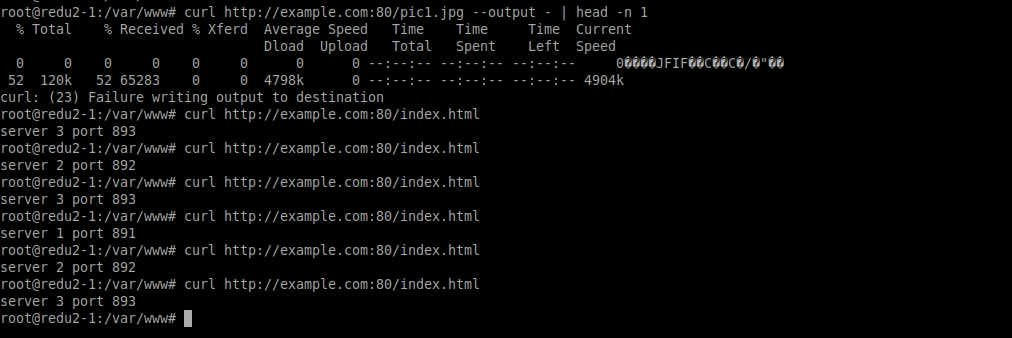 root@redu2-1:/var/www# curl http://example.com:80/pic1.jpg --output - | head -n 1
  % Total    % Received % Xferd  Average Speed   Time    Time     Time  Current
                                 Dload  Upload   Total   Spent    Left  Speed
  0     0    0     0    0     0      0      0 --:--:-- --:--:-- --:--:--     0����JFIF��C��C�/�"��
 52  120k   52 65283    0     0  4798k      0 --:--:-- --:--:-- --:--:-- 4904k
curl: (23) Failure writing output to destination
root@redu2-1:/var/www# curl http://example.com:80/index.html
server 3 port 893
root@redu2-1:/var/www# curl http://example.com:80/index.html
server 2 port 892
root@redu2-1:/var/www# curl http://example.com:80/index.html
server 3 port 893
root@redu2-1:/var/www# curl http://example.com:80/index.html
server 1 port 891
root@redu2-1:/var/www# curl http://example.com:80/index.html
server 2 port 892
root@redu2-1:/var/www# curl http://example.com:80/index.html
server 3 port 893
root@redu2-1:/var/www#